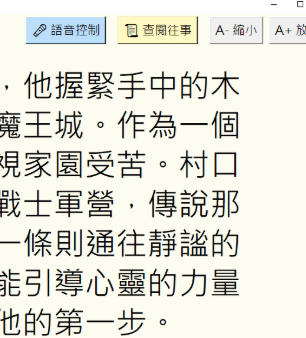 語音控制 查閱往事 A- 縮小 A+ 放
，他握緊手中的木
魔王城。作為一個
視家園受苦。村口
戰士軍營，傳說那
一條則通往靜謐的
能引導心靈的力量
他的第一步。